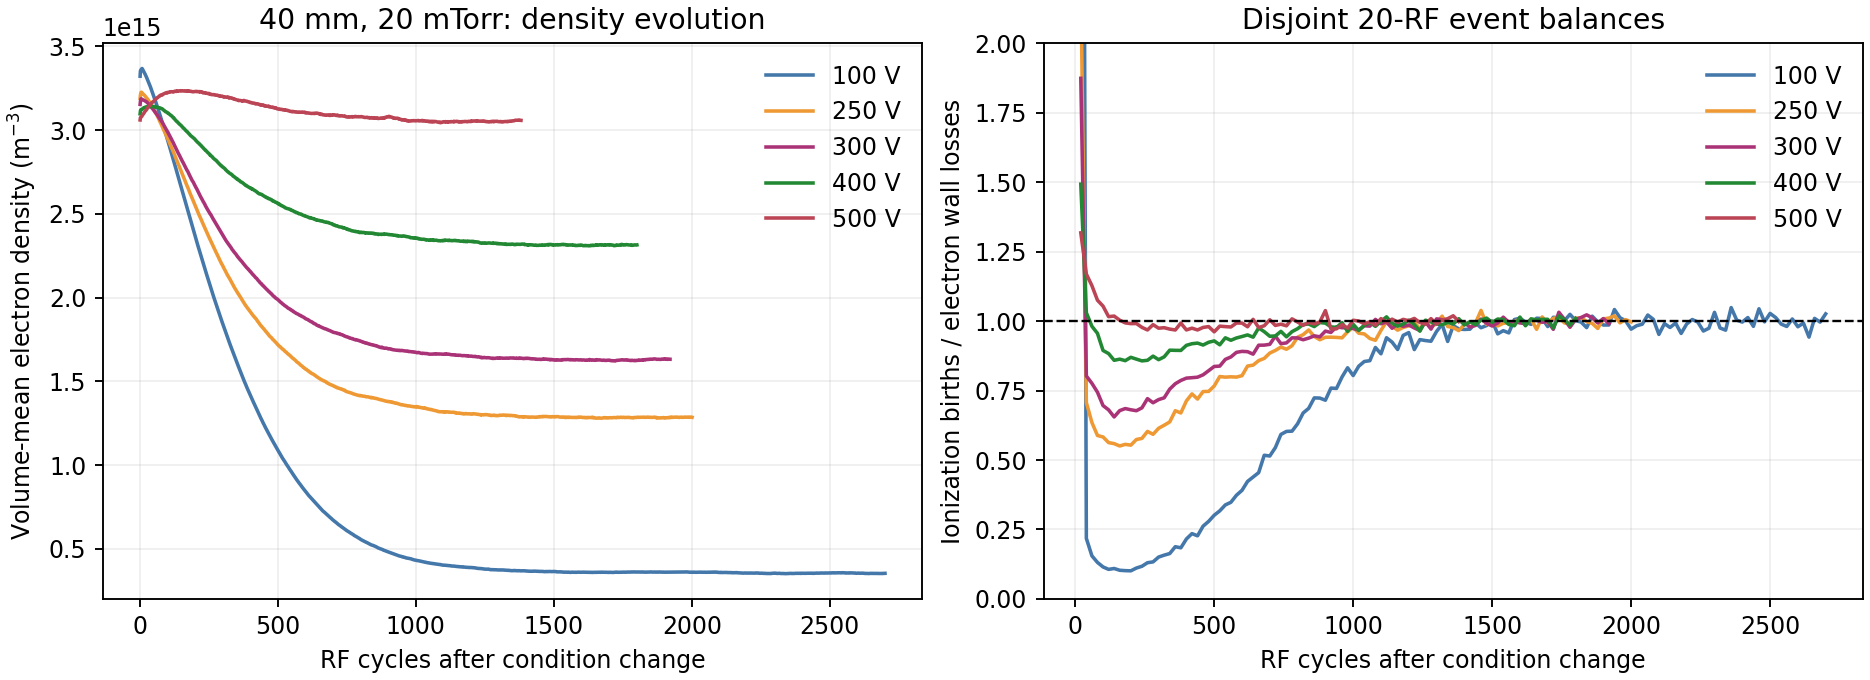 40 mm, 20 mTorr: density evolution
1e15
3.5
3.0
2.5
2.0
1.5
1.0
0.5
Volume-mean electron density (m⁻³)
0 500 1000 1500 2000 2500
RF cycles after condition change
100 V
250 V
300 V
400 V
500 V
Disjoint 20-RF event balances
2.00
1.75
1.50
1.25
1.00
0.75
0.50
0.25
0.00
Ionization births / electron wall losses
0 500 1000 1500 2000 2500
RF cycles after condition change
100 V
250 V
300 V
400 V
500 V